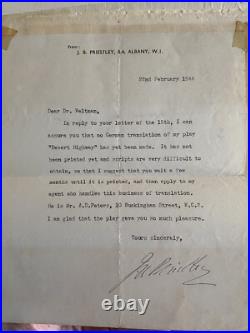 From:
J. B. PRIESTLEY, B.4. ALBANY, W.I.
22nd February 1944
Dear Dr. Weltman,
In reply to your letter of the 15th, I can
assure you that no German translation of my play
"Desert Highway" has yet been made. It has
not been printed yet and scripts are very difficult to
obtain, so that I suggest that you wait a few
months until it is printed, and then apply to my
agent who handles this business of translation.
He is Mr. A.D.Peters, 10 Buckingham Street, W.C.2.
I am glad that the play gave you so much pleasure.
Yours sincerely,
J.B. Priestley